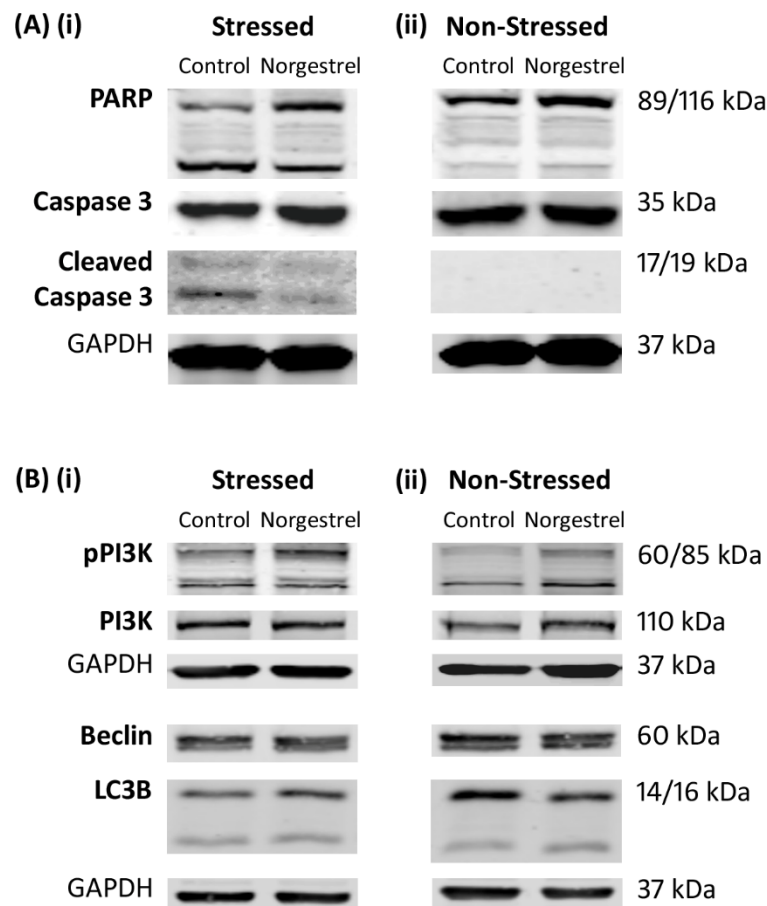 (A) (i) Stressed (ii) Non-Stressed
Control Norgestrel Control Norgestrel
PARP 89/116 kDa
Caspase 3 35 kDa
Cleaved 17/19 kDa
Caspase 3
GAPDH 37 kDa
(B) (i) Stressed (ii) Non-Stressed
Control Norgestrel Control Norgestrel
pPI3K 60/85 kDa
PI3K 110 kDa
GAPDH 37 kDa
Beclin 60 kDa
LC3B 14/16 kDa
GAPDH 37 kDa